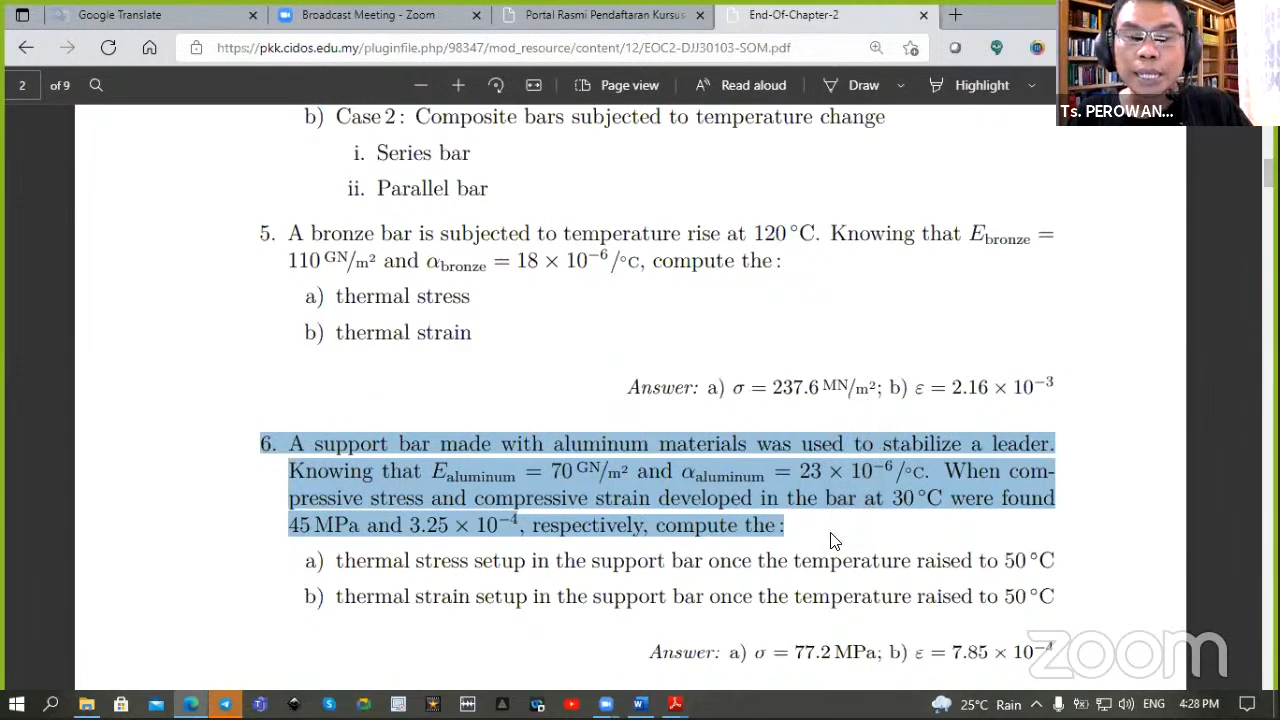 Google Translate
Broadcast Meeting - Zoom
Portal Rasmi Pendaftaran Kursus
End-Of-Chapter-2
https://pkk.cidos.edu.my/pluginfile.php/98547/mod_resource/content/12/EOC2-DJJ30103-SOM.pdf
2 of 9
Page view
Read aloud
Draw
Highlight
Ts. PEROWAN...
b) Case 2 : Composite bars subjected to temperature change
i. Series bar
ii. Parallel bar
5. A bronze bar is subjected to temperature rise at 120 °C. Knowing that Ebronze =
110 GN/m² and αbronze = 18 × 10⁻⁶/°C, compute the :
a) thermal stress
b) thermal strain
Answer: a) σ = 237.6 MN/m²; b) ε = 2.16 × 10⁻³
6. A support bar made with aluminum materials was used to stabilize a leader.
Knowing that Ealuminum = 70 GN/m² and αaluminum = 23 × 10⁻⁶/°C. When com-
pressive stress and compressive strain developed in the bar at 30 °C were found
45 MPa and 3.25 × 10⁻⁴, respectively, compute the :
a) thermal stress setup in the support bar once the temperature raised to 50 °C
b) thermal strain setup in the support bar once the temperature raised to 50 °C
Answer: a) σ = 77.2 MPa; b) ε = 7.85 × 10⁻⁴
zoom
25°C Rain
ENG
4:28 PM